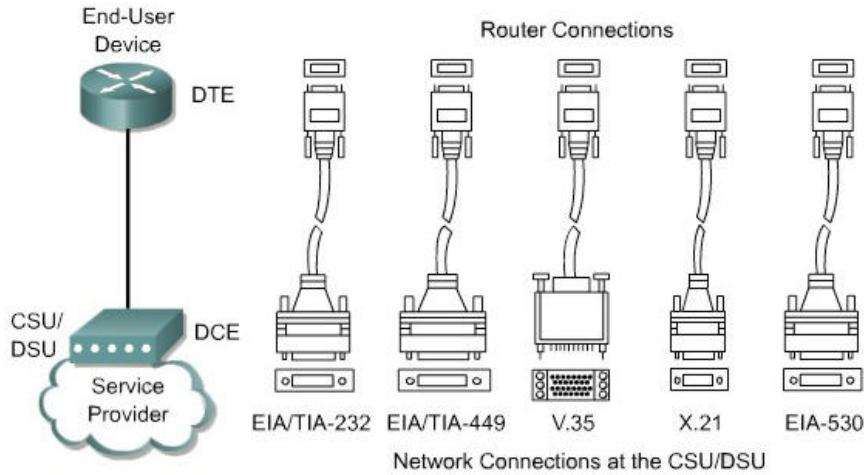 End-User
Device
DTE
Router Connections
CSU/
DSU
DCE
Service
Provider
EIA/TIA-232 EIA/TIA-449 V.35 X.21 EIA-530
Network Connections at the CSU/DSU